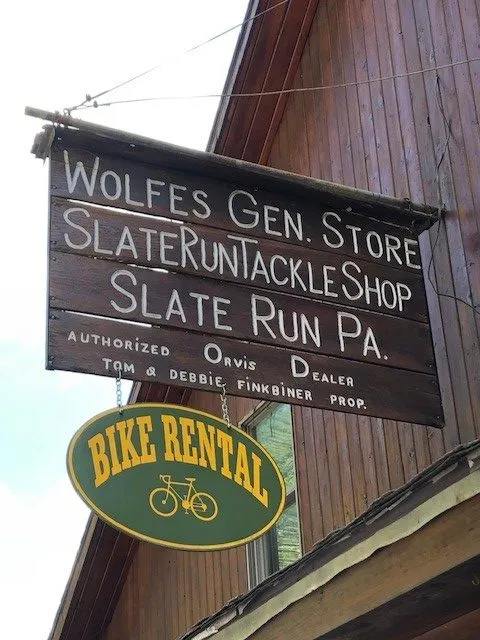 WOLFES GEN. STORE
SLATERUNTACKLESHOP
SLATE RUN PA.
AUTHORIZED ORVIS DEALER
TOM & DEBBIE FINKBINER PROP.
BIKE RENTAL